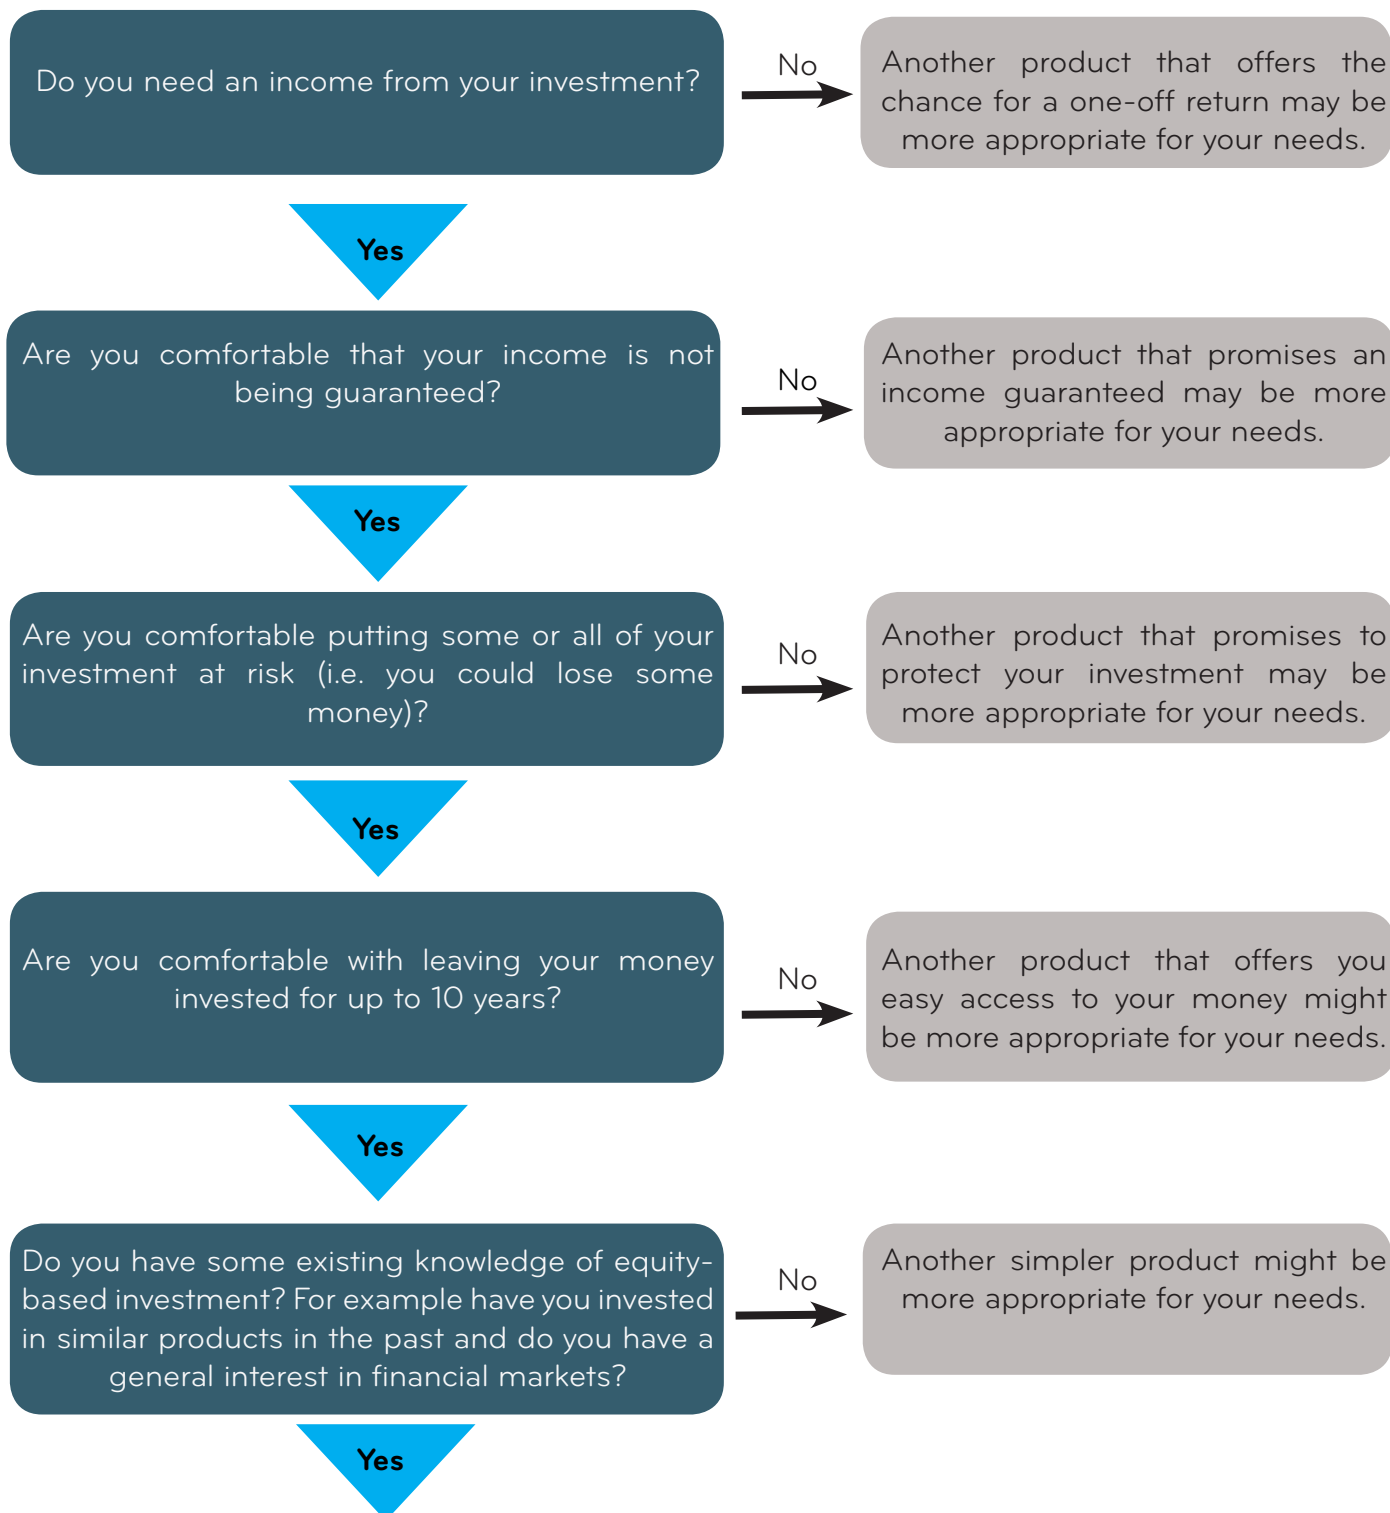 Do you need an income from your investment?
No
Another product that offers the
chance for a one-off return may be
more appropriate for your needs.
Yes
Are you comfortable that your income is not
being guaranteed?
No
Another product that promises an
income guaranteed may be more
appropriate for your needs.
Yes
Are you comfortable putting some or all of your
investment at risk (i.e. you could lose some
money)?
No
Another product that promises to
protect your investment may be
more appropriate for your needs.
Yes
Are you comfortable with leaving your money
invested for up to 10 years?
No
Another product that offers you
easy access to your money might
be more appropriate for your needs.
Yes
Do you have some existing knowledge of equity-
based investment? For example have you invested
in similar products in the past and do you have a
general interest in financial markets?
No
Another simpler product might be
more appropriate for your needs.
Yes